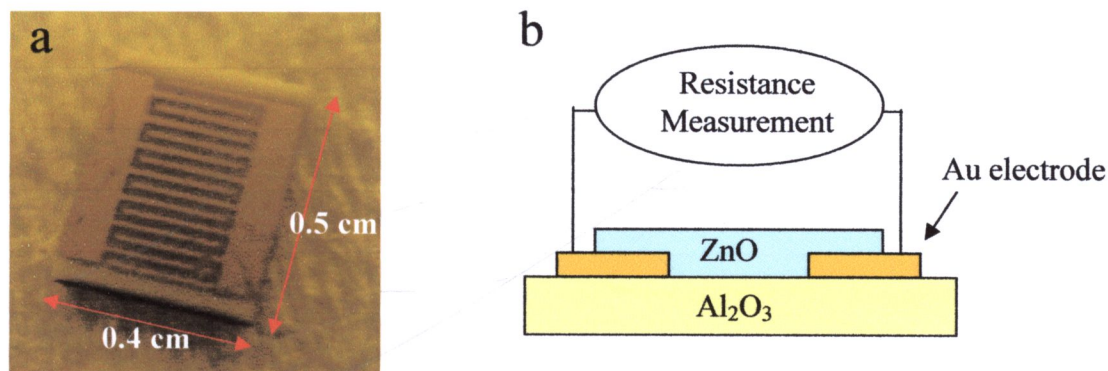 a
0.5 cm
0.4 cm
b
Resistance
Measurement
Au electrode
ZnO
Al₂O₃